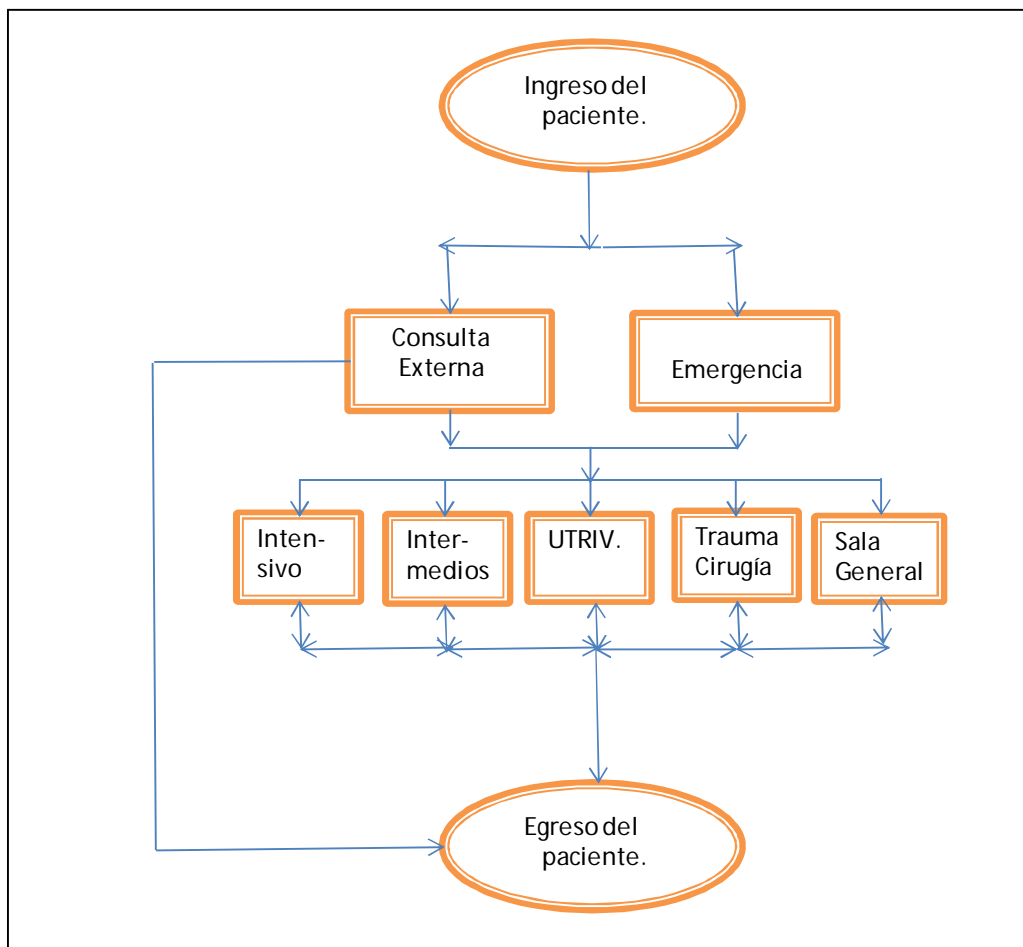 Ingreso del
paciente.
Consulta
Externa
Emergencia
Inten-
sivo
Inter-
medios
UTRIV.
Trauma
Cirugía
Sala
General
Egreso del
paciente.